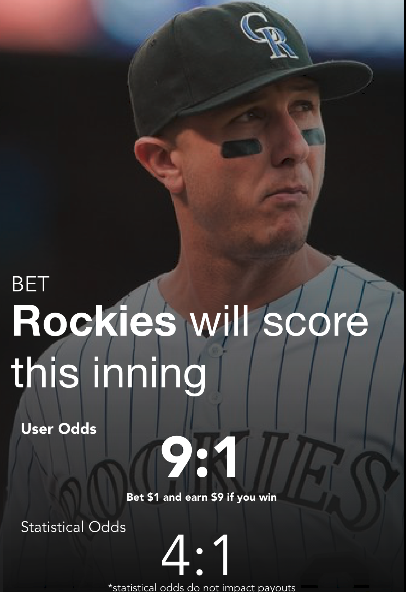 CR
BET
Rockies will score
this inning
User Odds
9:1
Bet $1 and earn $9 if you win
ROCKIES
Statistical Odds
4:1
*statistical odds do not impact payouts